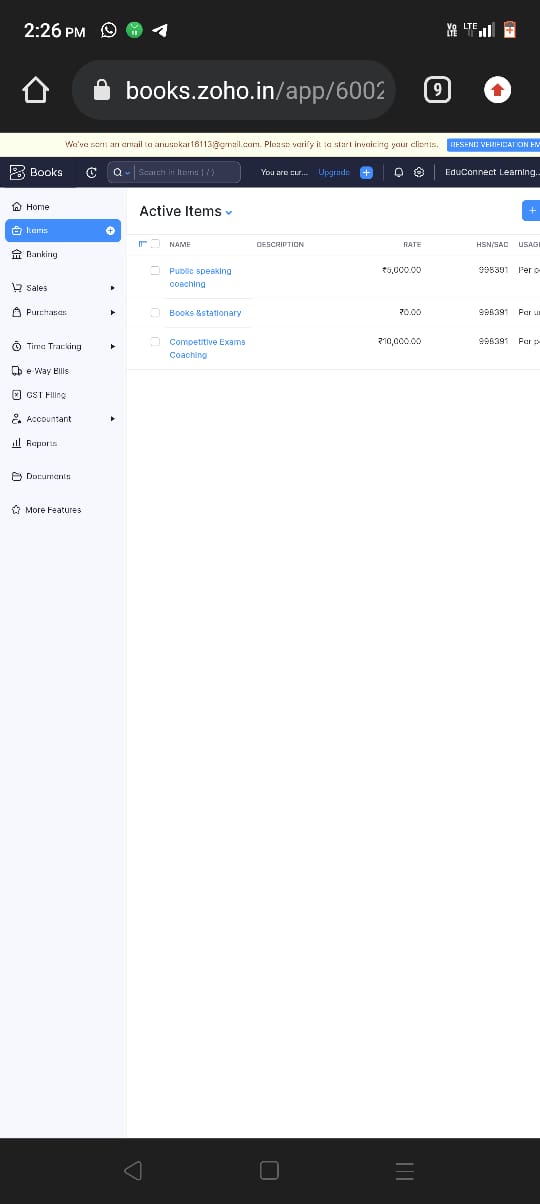 2:26 PM
Vo LTE LTE
books.zoho.in/app/6002
9
We've sent an email to anusekar16113@gmail.com. Please verify it to start invoicing your clients. RESEND VERIFICATION EM
Books
Search in Items ( / )
You are cur... Upgrade
EduConnect Learning...
Home
Items
Banking
Sales
Purchases
Time Tracking
e-Way Bills
GST Filing
Accountant
Reports
Documents
More Features
Active Items
NAME DESCRIPTION RATE HSN/SAC USAG
Public speaking coaching ₹5,000.00 998391 Per p
Books &stationary ₹0.00 998391 Per u
Competitive Exams Coaching ₹10,000.00 998391 Per p